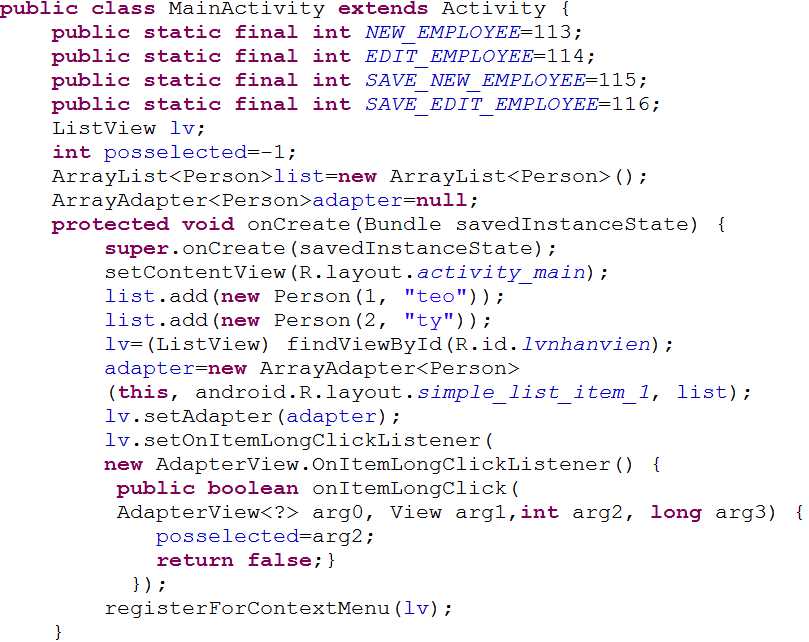 public class MainActivity extends Activity {
    public static final int NEW_EMPLOYEE=113;
    public static final int EDIT_EMPLOYEE=114;
    public static final int SAVE_NEW_EMPLOYEE=115;
    public static final int SAVE_EDIT_EMPLOYEE=116;
    ListView lv;
    int posselected=-1;
    ArrayList<Person>list=new ArrayList<Person>();
    ArrayAdapter<Person>adapter=null;
    protected void onCreate(Bundle savedInstanceState) {
        super.onCreate(savedInstanceState);
        setContentView(R.layout.activity_main);
        list.add(new Person(1, "teo"));
        list.add(new Person(2, "ty"));
        lv=(ListView) findViewById(R.id.lvnhanvien);
        adapter=new ArrayAdapter<Person>
        (this, android.R.layout.simple_list_item_1, list);
        lv.setAdapter(adapter);
        lv.setOnItemLongClickListener(
        new AdapterView.OnItemLongClickListener() {
         public boolean onItemLongClick(
         AdapterView<?> arg0, View arg1,int arg2, long arg3) {
            posselected=arg2;
            return false;}
          });
        registerForContextMenu(lv);
    }